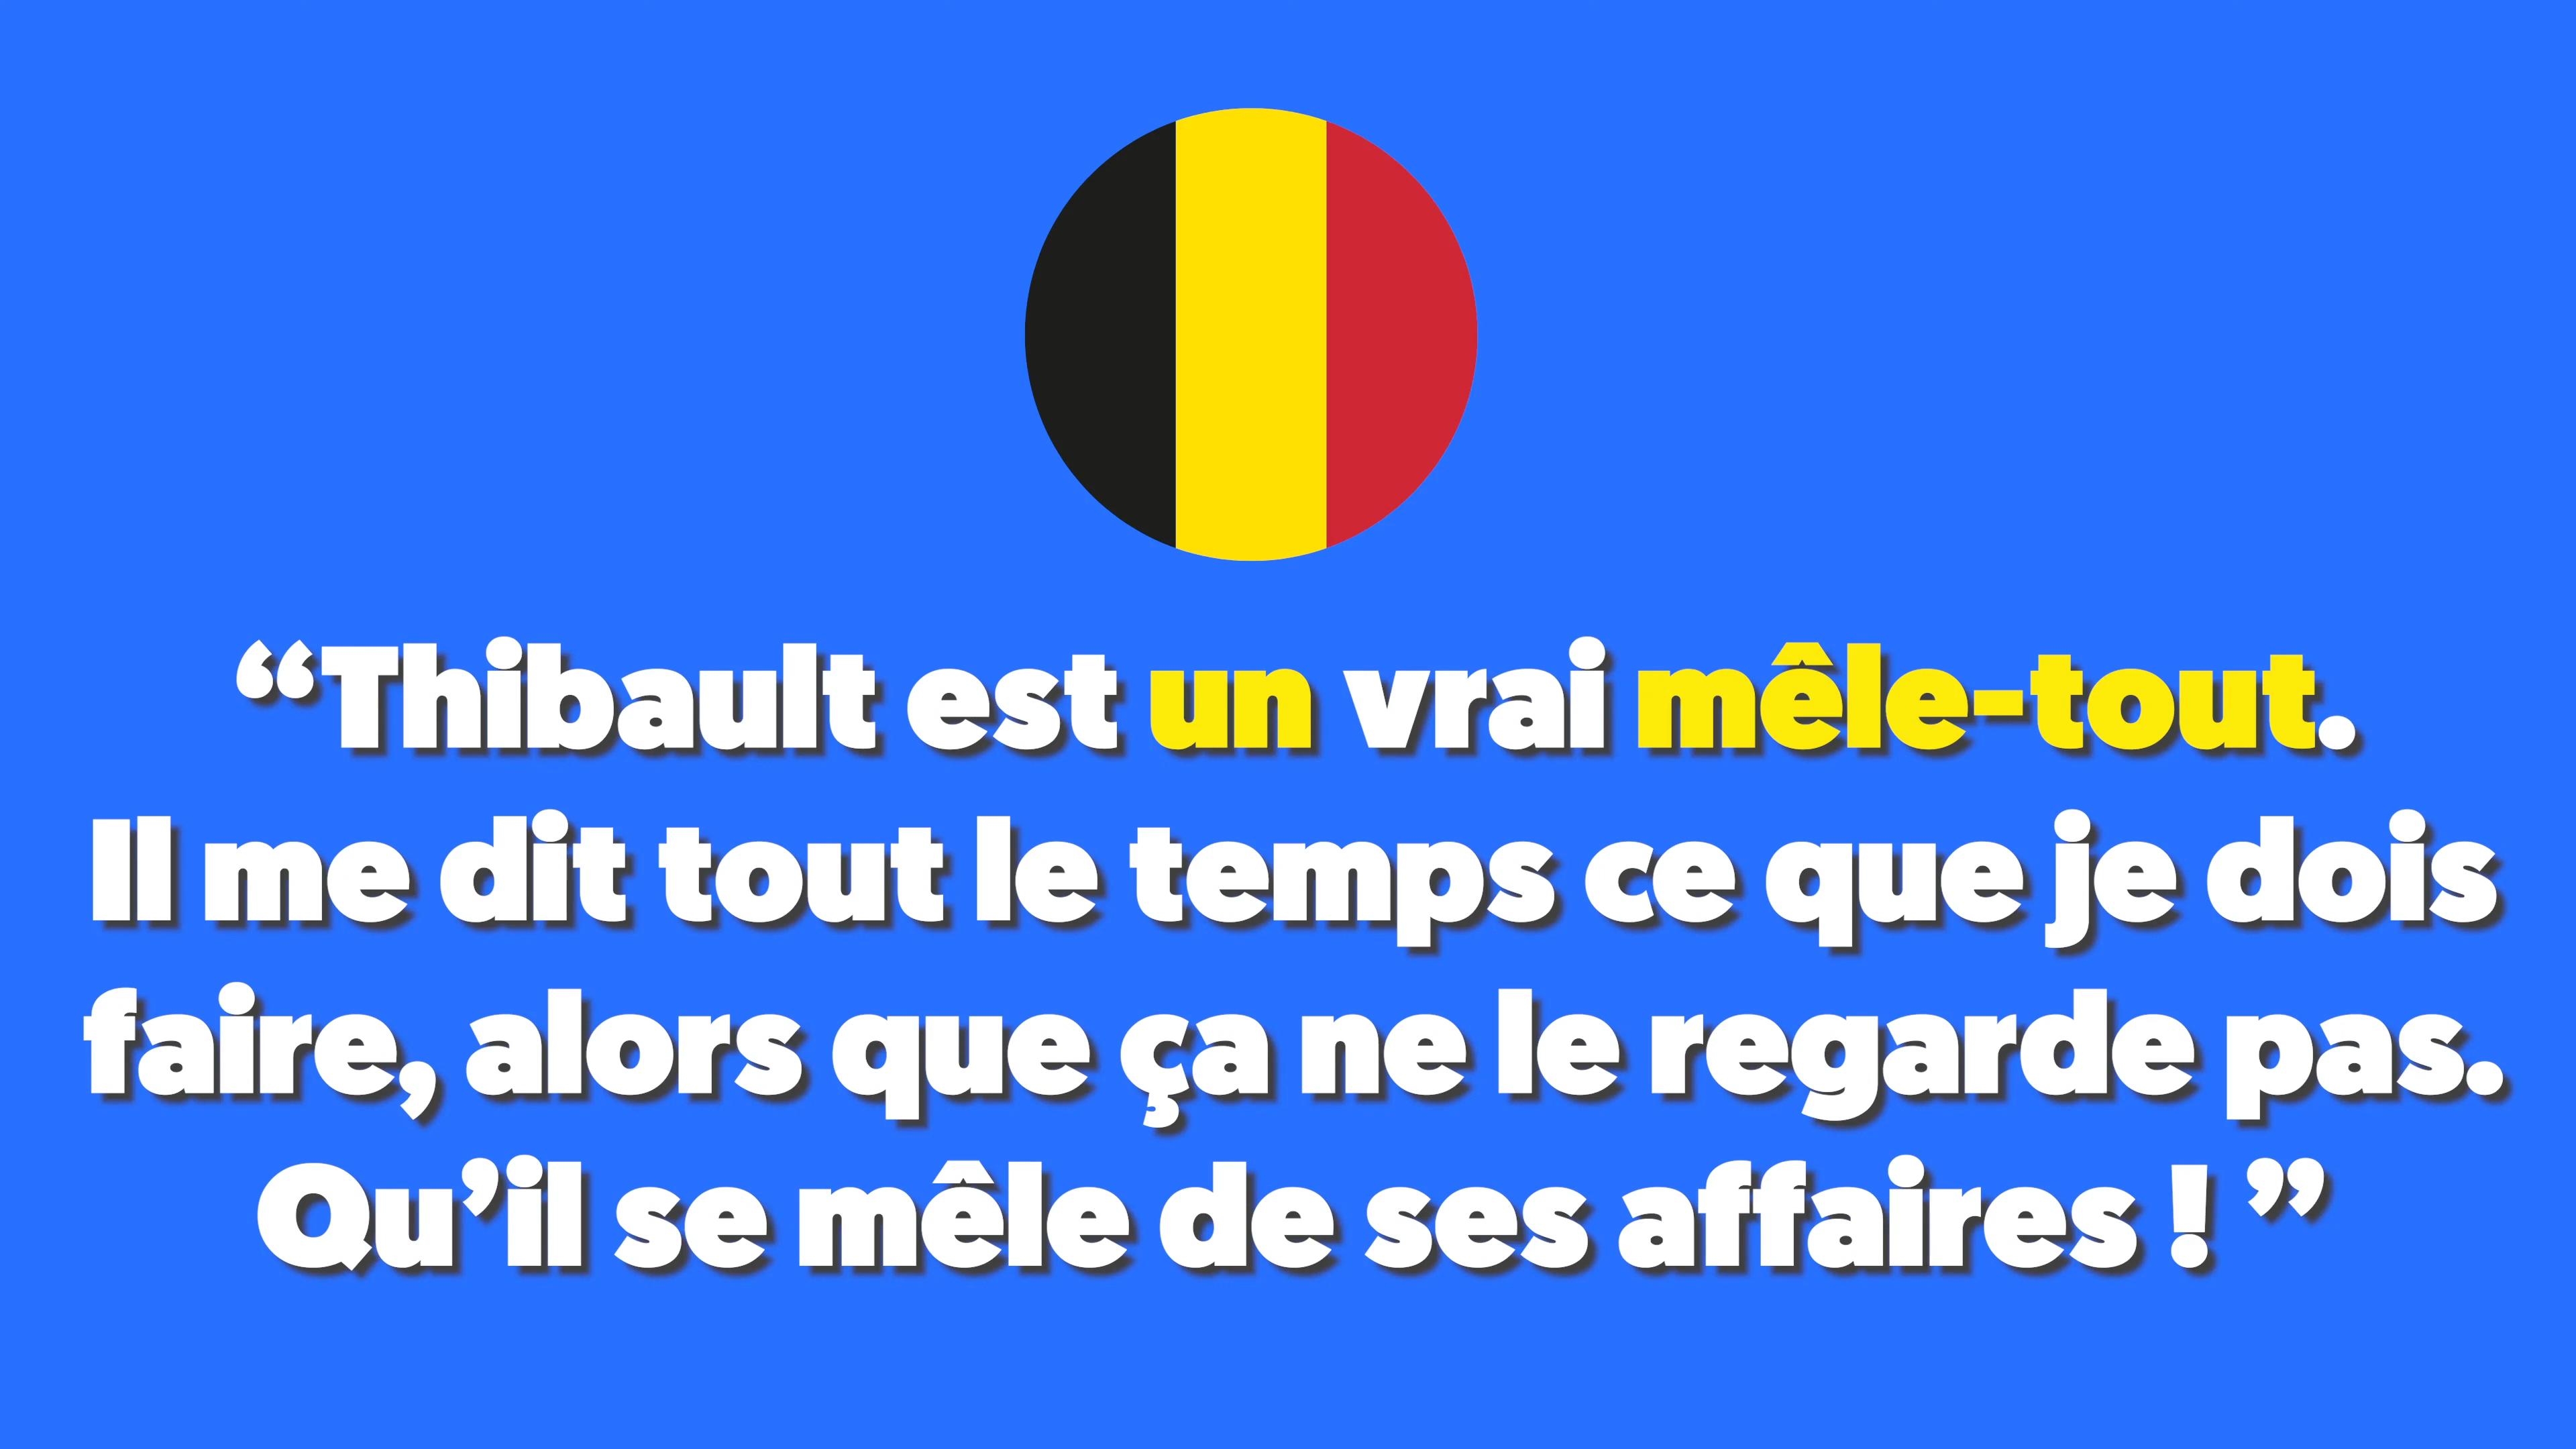 “Thibault est un vrai mêle-tout.
Il me dit tout le temps ce que je dois
faire, alors que ça ne le regarde pas.
Qu’il se mêle de ses affaires ! ”